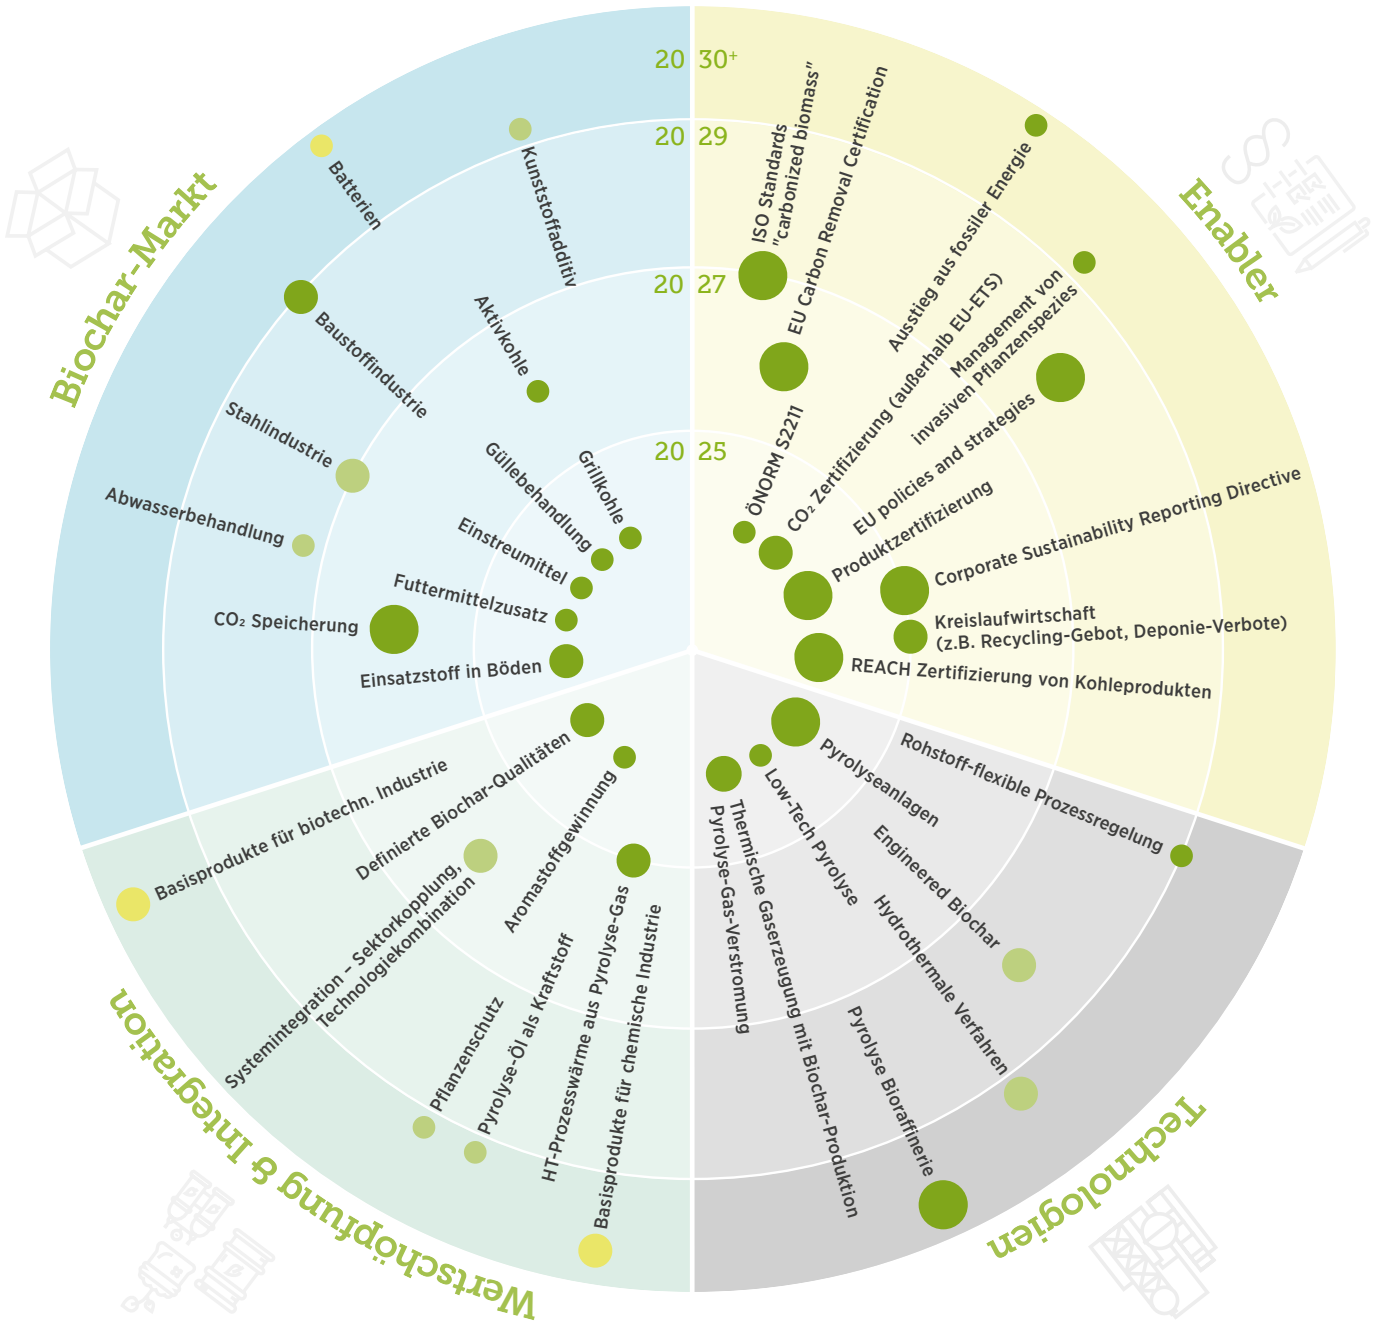 20 30+
20 29
20 27
20 25
Biochar-Markt
Batterien
Kunststoffadditiv
Baustoffindustrie
Aktivkohle
Stahlindustrie
Abwasserbehandlung
Güllebehandlung
Grillkohle
Einstreumittel
Futtermittelzusatz
CO₂ Speicherung
Einsatzstoff in Böden
Enabler
ISO Standards
"carbonized biomass"
EU Carbon Removal Certification
Ausstieg aus fossiler Energie
ÖNORM S2211
CO₂ Zertifizierung (außerhalb EU-ETS)
Management von
invasiven Pflanzenspezies
EU policies and strategies
Produktzertifizierung
Corporate Sustainability Reporting Directive
Kreislaufwirtschaft
(z.B. Recycling-Gebot, Deponie-Verbote)
REACH Zertifizierung von Kohleprodukten
Technologien
Rohstoff-flexible Prozessregelung
Pyrolyseanlagen
Engineered Biochar
Low-Tech Pyrolyse
Hydrothermale Verfahren
Pyrolyse Bioraffinerie
Thermische Gaserzeugung mit Biochar-Produktion
Pyrolyse-Gas-Verstromung
Wertschöpfung & Integration
Basisprodukte für biotechn. Industrie
Definierte Biochar-Qualitäten
Systemintegration – Sektorkopplung,
Technologiekombination
Aromastoffgewinnung
Pflanzenschutz
Pyrolyse-Öl als Kraftstoff
HT-Prozesswärme aus Pyrolyse-Gas
Basisprodukte für chemische Industrie